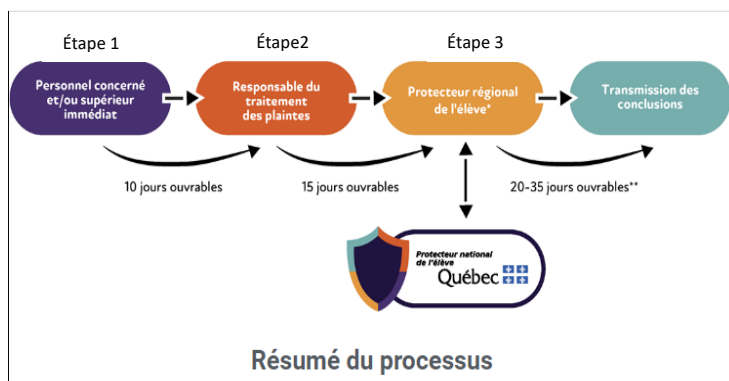 Étape 1
Étape2
Étape 3
Personnel concerné
et/ou supérieur
immédiat
Responsable du
traitement
des plaintes
Protecteur régional
de l'élève*
Transmission des
conclusions
10 jours ouvrables
15 jours ouvrables
20-35 jours ouvrables**
Protecteur national
de l'élève
Québec
Résumé du processus